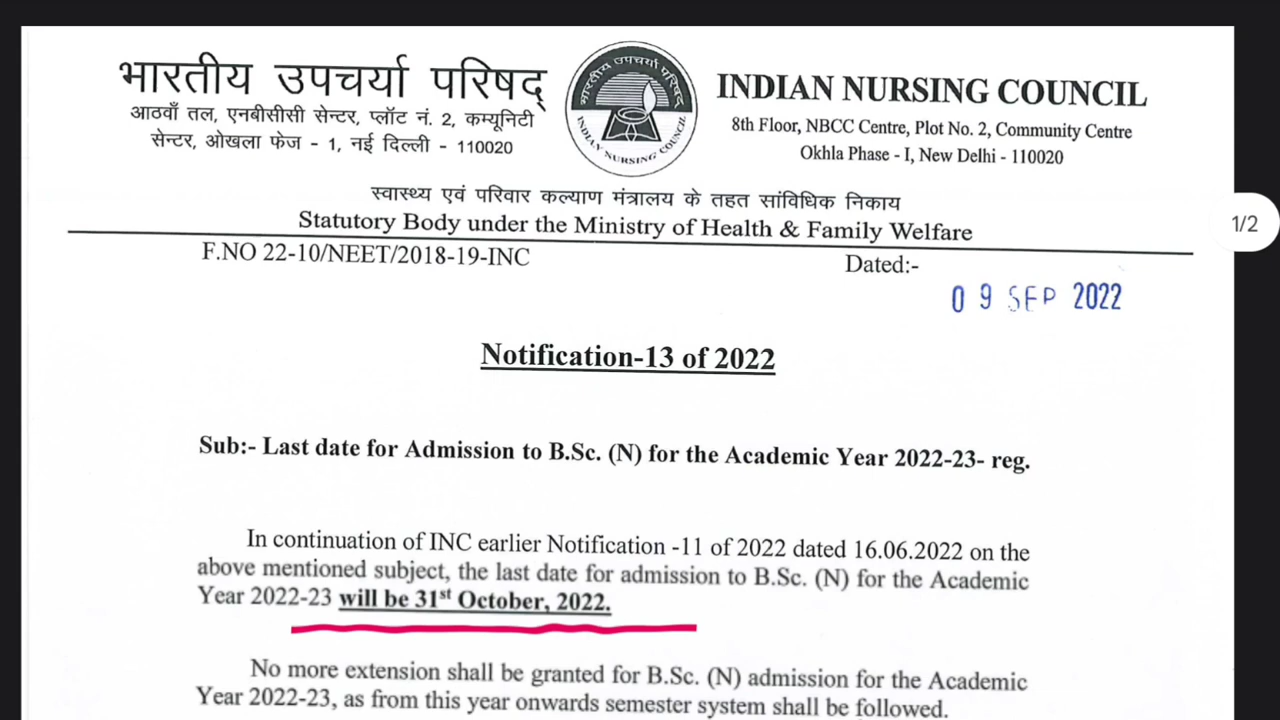 भारतीय उपचर्या परिषद्
आठवाँ तल, एनबीसीसी सेन्टर, प्लॉट नं. 2, कम्यूनिटी
सेन्टर, ओखला फेज - 1, नई दिल्ली - 110020
भारतीय उपचर्या परिषद्
INDIAN NURSING COUNCIL
INDIAN NURSING COUNCIL
8th Floor, NBCC Centre, Plot No. 2, Community Centre
Okhla Phase - I, New Delhi - 110020
स्वास्थ्य एवं परिवार कल्याण मंत्रालय के तहत सांविधिक निकाय
Statutory Body under the Ministry of Health & Family Welfare
1/2
F.NO 22-10/NEET/2018-19-INC
Dated:-
09 SEP 2022
Notification-13 of 2022
Sub:- Last date for Admission to B.Sc. (N) for the Academic Year 2022-23- reg.
In continuation of INC earlier Notification -11 of 2022 dated 16.06.2022 on the
above mentioned subject, the last date for admission to B.Sc. (N) for the Academic
Year 2022-23 will be 31st October, 2022.
No more extension shall be granted for B.Sc. (N) admission for the Academic
Year 2022-23, as from this year onwards semester system shall be followed.